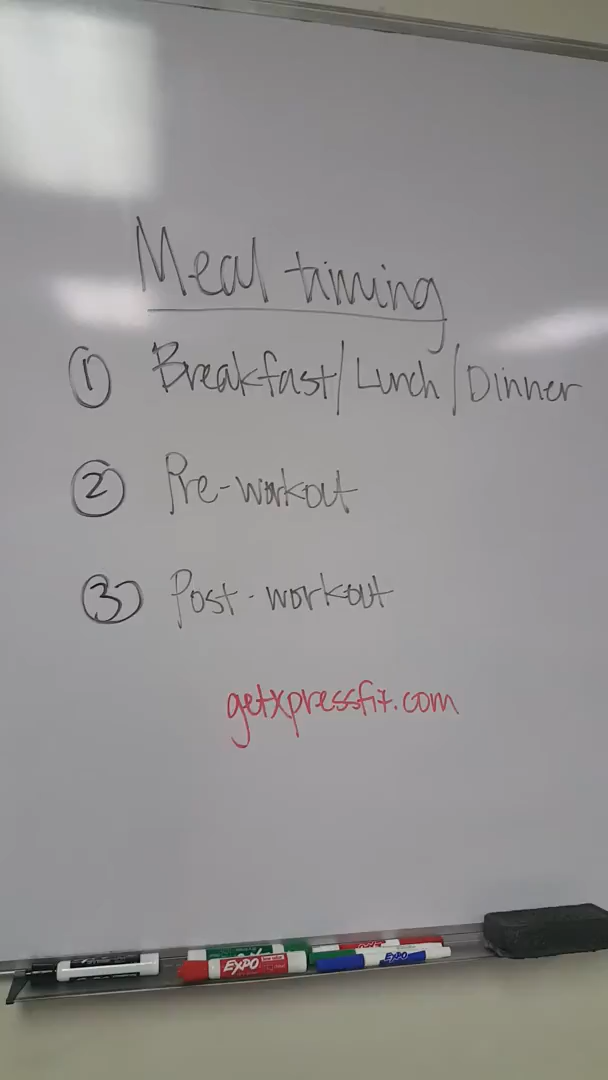 Meal timing
① Breakfast/Lunch/Dinner
② Pre-workout
③ Post-workout
getxpressfit.com
EXPO
EXPO